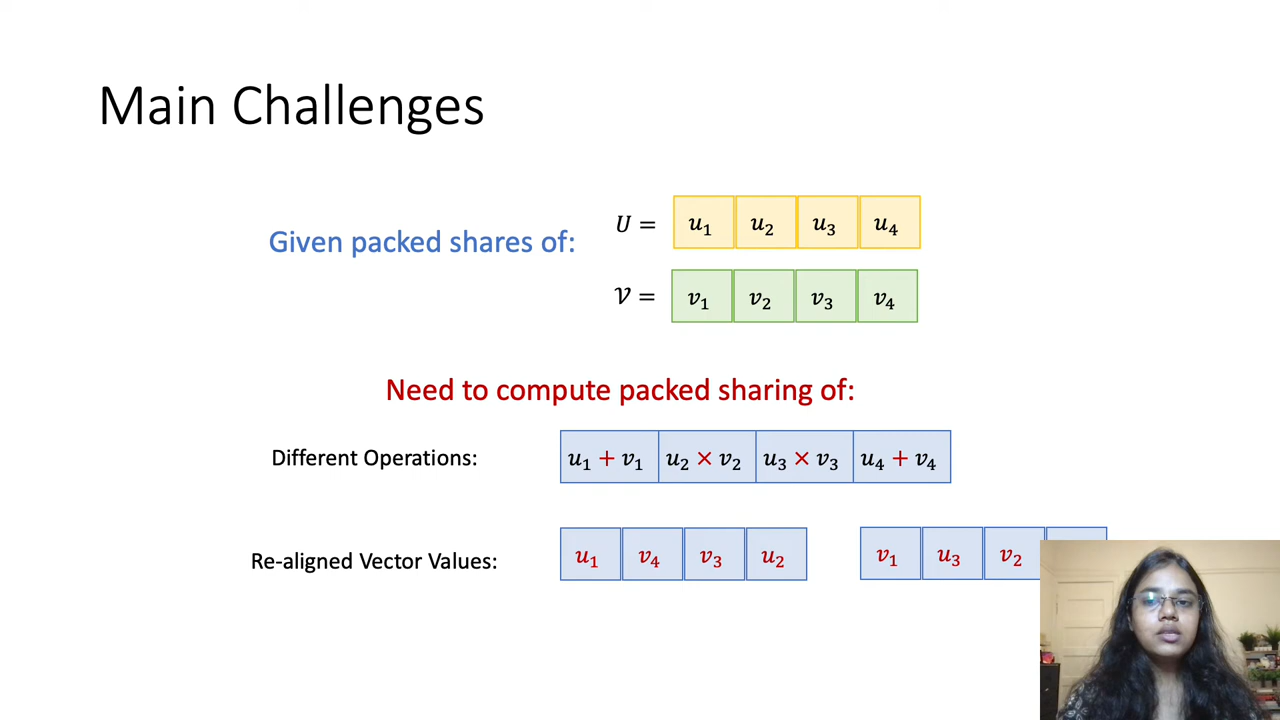 Main Challenges
Given packed shares of:
U = u₁ u₂ u₃ u₄
𝒱 = v₁ v₂ v₃ v₄
Need to compute packed sharing of:
Different Operations: u₁ + v₁ u₂ × v₂ u₃ × v₃ u₄ + v₄
Re-aligned Vector Values: u₁ v₄ v₃ u₂ v₁ u₃ v₂